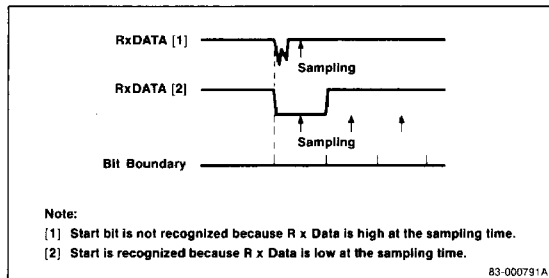 RxDATA [1]
Sampling
RxDATA [2]
Sampling
Bit Boundary
Note:
[1] Start bit is not recognized because R x Data is high at the sampling time.
[2] Start is recognized because R x Data is low at the sampling time.
83-000791A